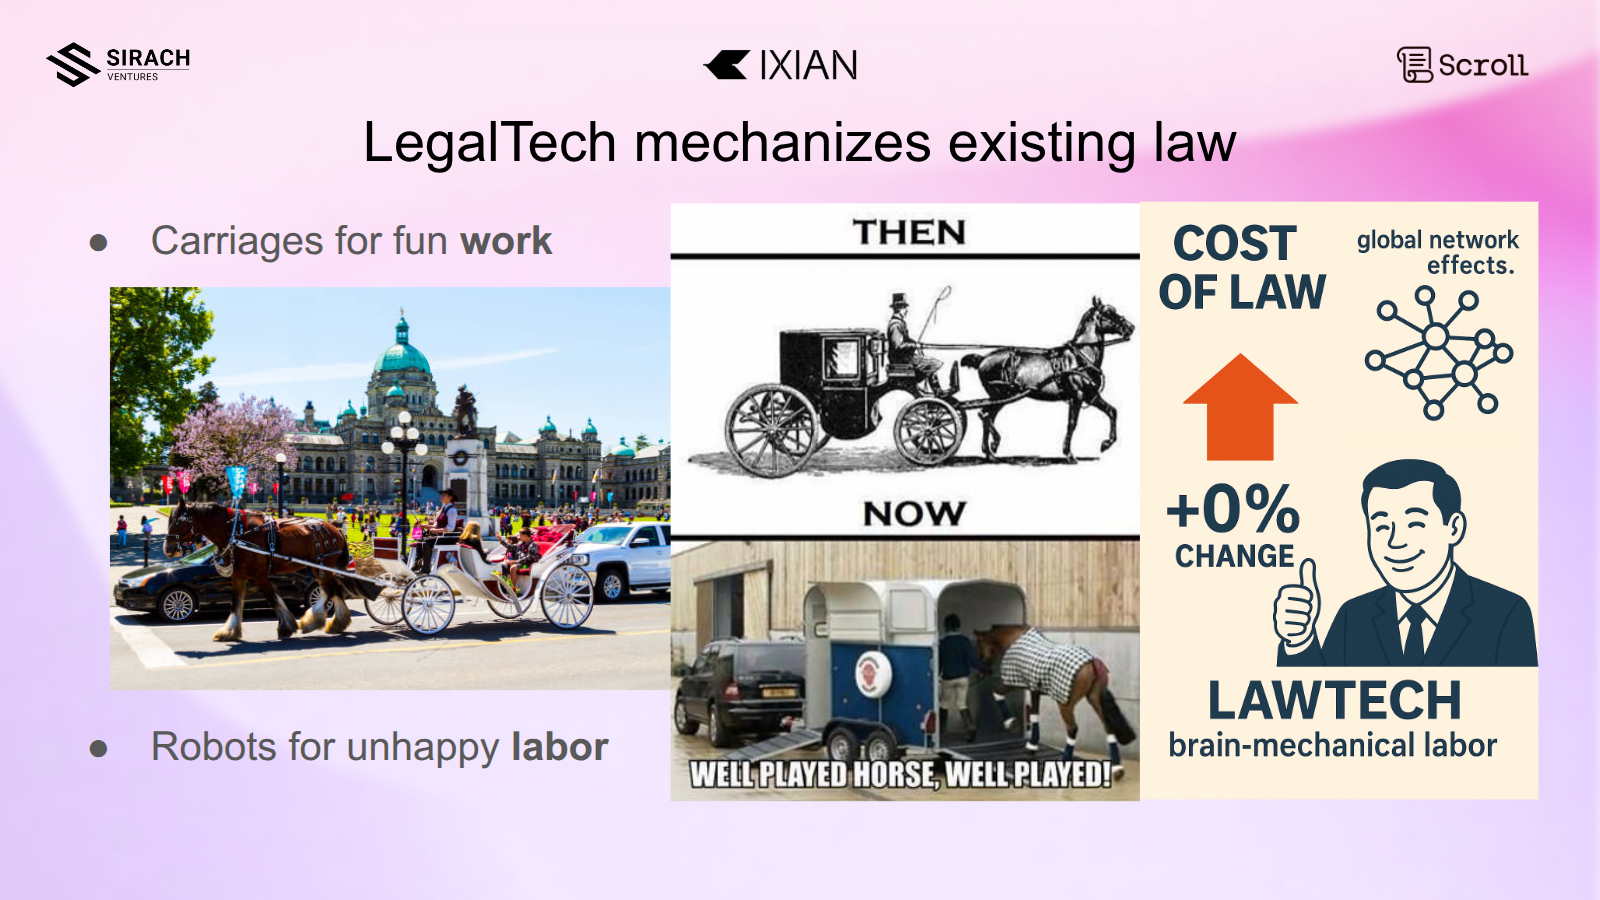 SIRACH
VENTURES
IXIAN
Scroll
LegalTech mechanizes existing law
● Carriages for fun work
● Robots for unhappy labor
THEN
NOW
WELL PLAYED HORSE, WELL PLAYED!
COST
OF LAW
global network
effects.
+0%
CHANGE
LAWTECH
brain-mechanical labor